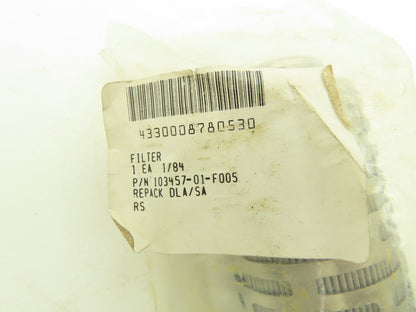 4330008780530
FILTER
1 EA 1/84
P/N 103457-01-F005
REPACK DLA/SA
RS